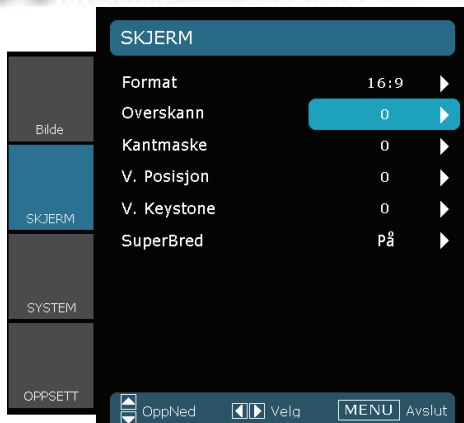 SKJERM
Format 16:9
Overskann 0
Kantmaske 0
V. Posisjon 0
V. Keystone 0
SuperBred På
Bilde
SKJERM
SYSTEM
OPPSETT
OppNed Velg MENU Avslut